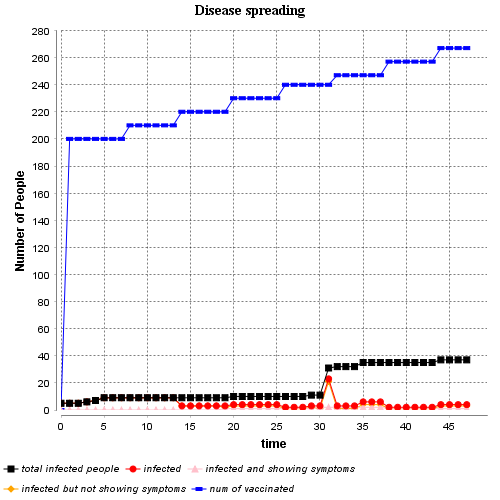 Disease spreading
280
260
240
220
200
180
160
140
120
100
80
60
40
20
0
Number of People
0 5 10 15 20 25 30 35 40 45
time
total infected people infected infected and showing symptoms
infected but not showing symptoms num of vaccinated